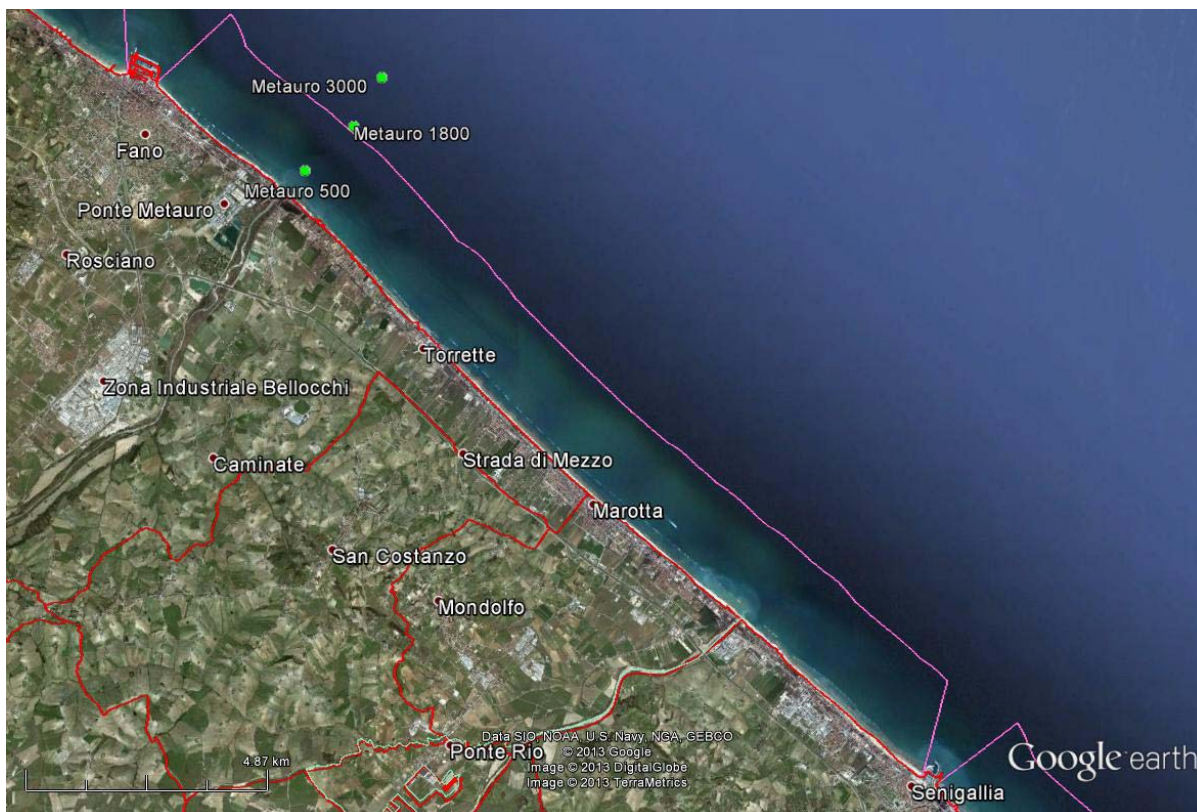 Metauro 3000
Metauro 1800
Fano
Metauro 500
Ponte Metauro
Rosciano
Torrette
Zona Industriale Bellocchi
Caminate
Strada di Mezzo
Marotta
San Costanzo
Mondolfo
Data SIO, NOAA, U.S. Navy, NGA, GEBCO
Ponte Rio
© 2013 Google
Image © 2013 DigitalGlobe
Image © 2013 TerraMetrics
4.87 km
Google earth
Senigallia